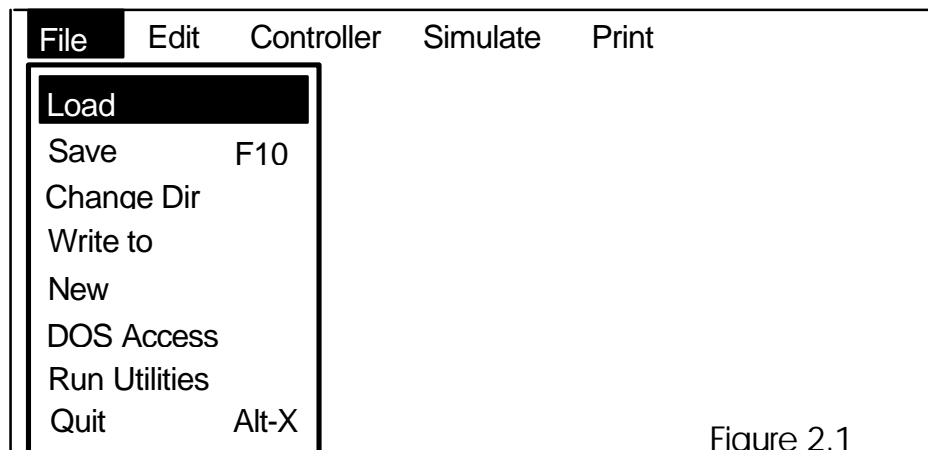 File Edit Controller Simulate Print
Load
Save F10
Change Dir
Write to
New
DOS Access
Run Utilities
Quit Alt-X
Figure 2.1